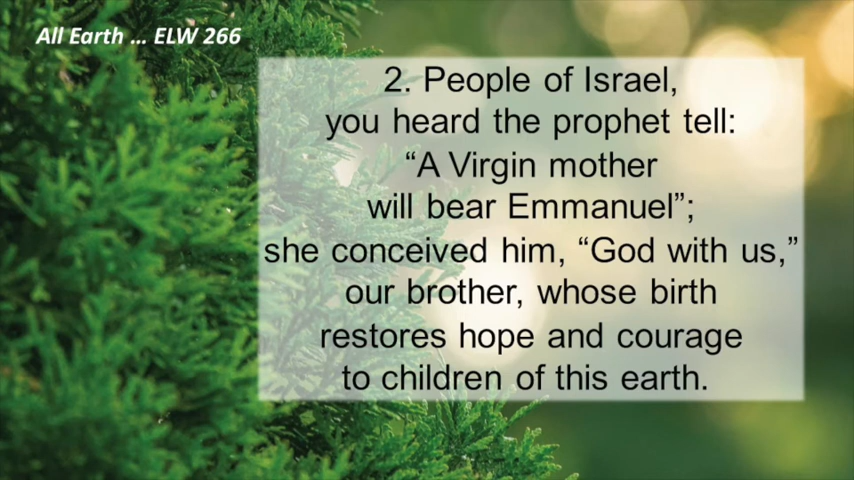 All Earth ... ELW 266
2. People of Israel,
you heard the prophet tell:
“A Virgin mother
will bear Emmanuel”;
she conceived him, “God with us,”
our brother, whose birth
restores hope and courage
to children of this earth.